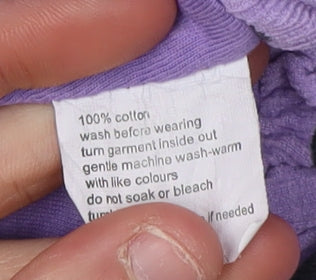 100% cotton
wash before wearing
turn garment inside out
gentle machine wash-warm
with like colours
do not soak or bleach
if needed